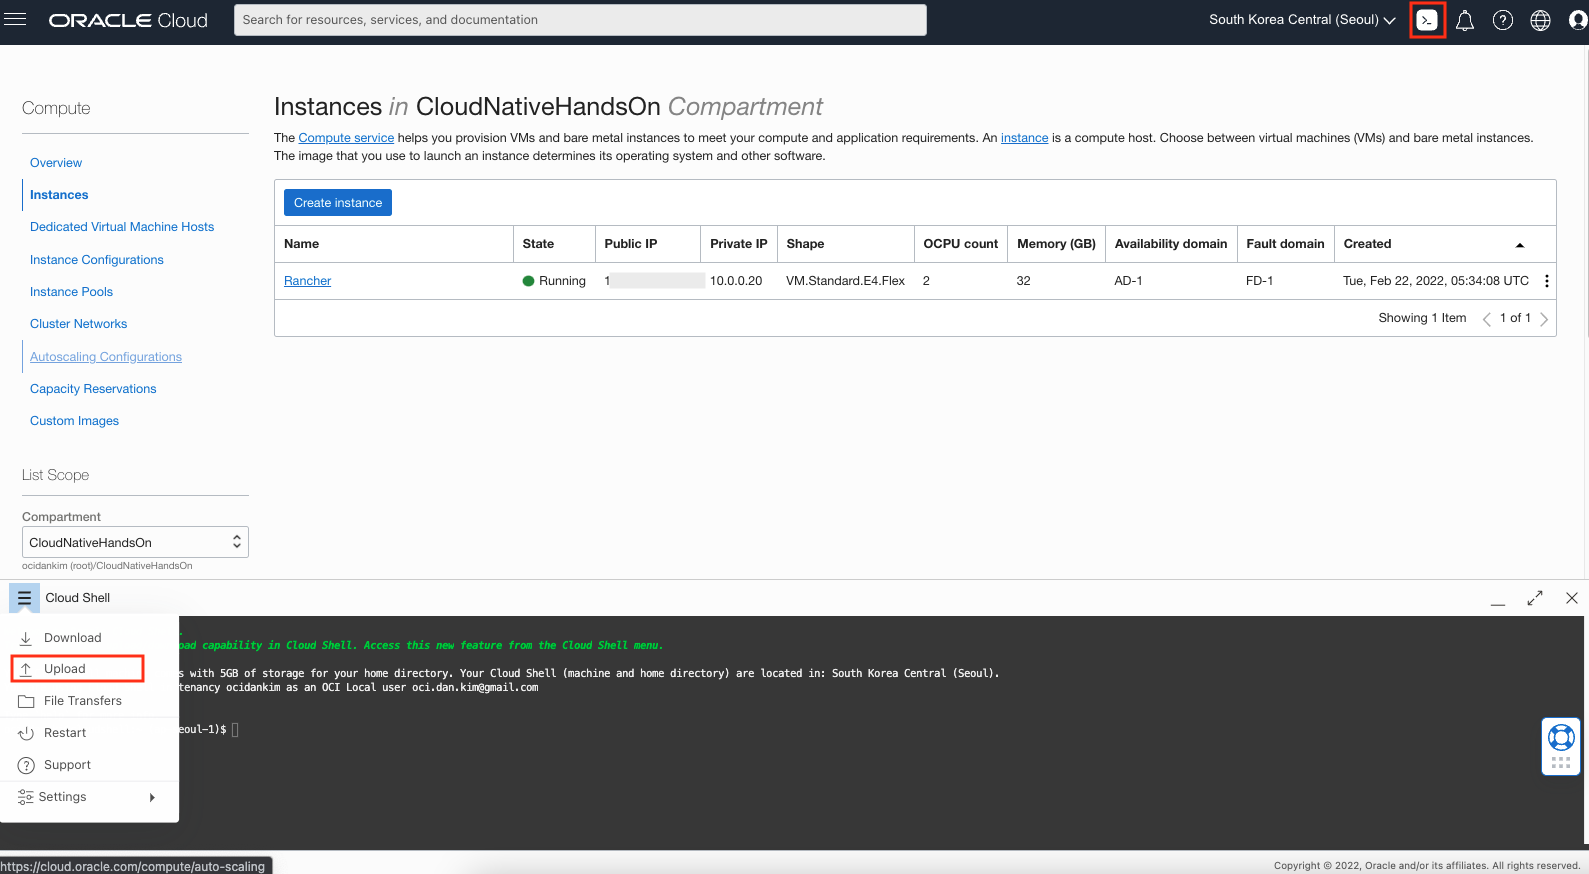 ORACLE Cloud
Search for resources, services, and documentation
South Korea Central (Seoul)
Compute
Overview
Instances
Dedicated Virtual Machine Hosts
Instance Configurations
Instance Pools
Cluster Networks
Autoscaling Configurations
Capacity Reservations
Custom Images
List Scope
Compartment
CloudNativeHandsOn
ocidankim (root)/CloudNativeHandsOn
Instances in CloudNativeHandsOn Compartment
The Compute service helps you provision VMs and bare metal instances to meet your compute and application requirements. An instance is a compute host. Choose between virtual machines (VMs) and bare metal instances.
The image that you use to launch an instance determines its operating system and other software.
Create instance
Name State Public IP Private IP Shape OCPU count Memory (GB) Availability domain Fault domain Created
Rancher Running 1 10.0.0.20 VM.Standard.E4.Flex 2 32 AD-1 FD-1 Tue, Feb 22, 2022, 05:34:08 UTC
Showing 1 Item 1 of 1
Cloud Shell
Download
Upload
File Transfers
Restart
Support
Settings
oad capability in Cloud Shell. Access this new feature from the Cloud Shell menu.
s with 5GB of storage for your home directory. Your Cloud Shell (machine and home directory) are located in: South Korea Central (Seoul).
tenancy ocidankim as an OCI Local user oci.dan.kim@gmail.com
eoul-1)$
https://cloud.oracle.com/compute/auto-scaling
Copyright © 2022, Oracle and/or its affiliates. All rights reserved.